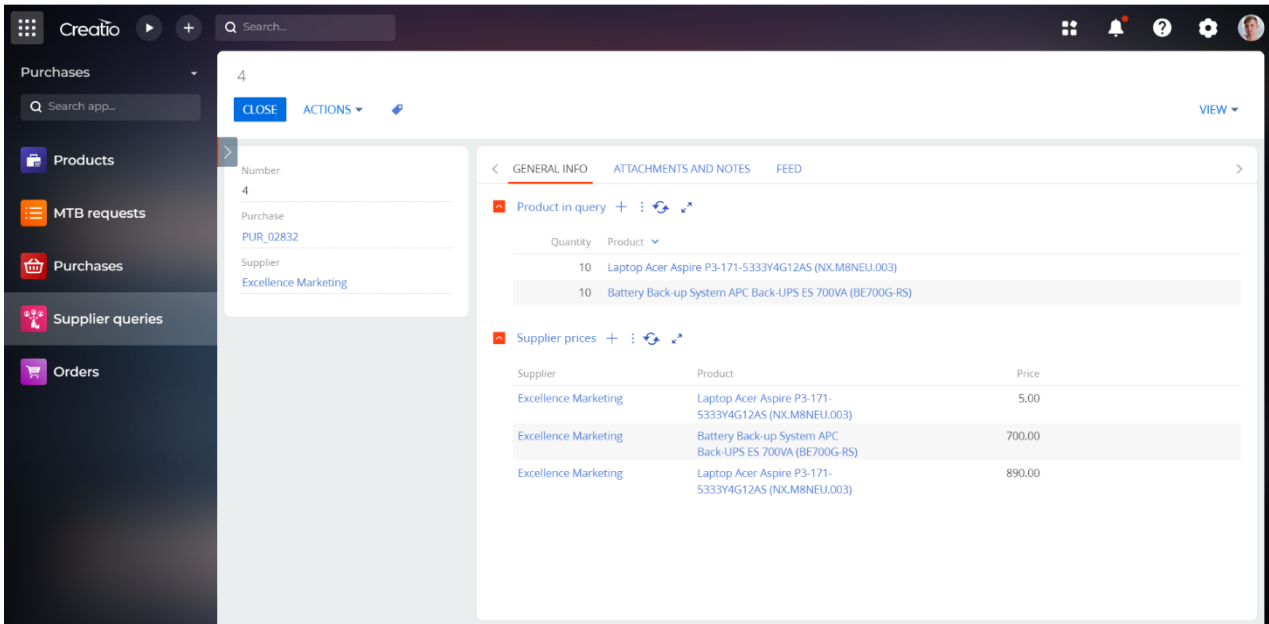 Creatio
Search...
Purchases
Search app...
Products
MTB requests
Purchases
Supplier queries
Orders
4
CLOSE
ACTIONS
VIEW
Number
4
Purchase
PUR_02832
Supplier
Excellence Marketing
GENERAL INFO ATTACHMENTS AND NOTES FEED
Product in query
Quantity Product
10 Laptop Acer Aspire P3-171-5333Y4G12AS (NX.M8NEU.003)
10 Battery Back-up System APC Back-UPS ES 700VA (BE700G-RS)
Supplier prices
Supplier Product Price
Excellence Marketing Laptop Acer Aspire P3-171- 5.00
5333Y4G12AS (NX.M8NEU.003)
Excellence Marketing Battery Back-up System APC 700.00
Back-UPS ES 700VA (BE700G-RS)
Excellence Marketing Laptop Acer Aspire P3-171- 890.00
5333Y4G12AS (NX.M8NEU.003)